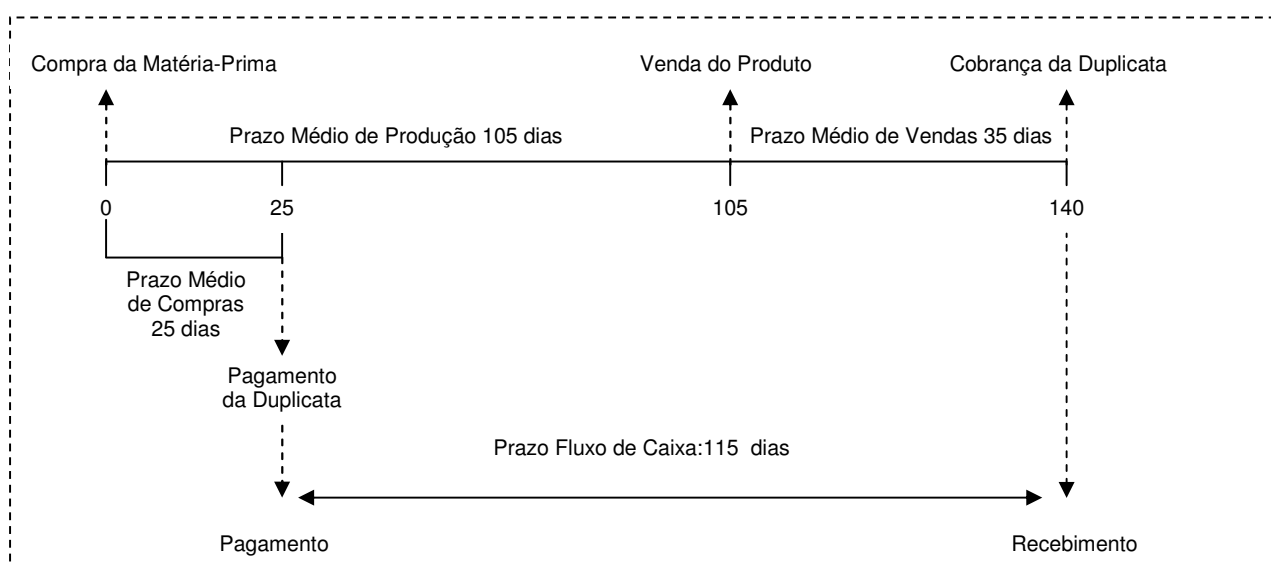 Compra da Matéria-Prima
Venda do Produto
Cobrança da Duplicata
Prazo Médio de Produção 105 dias
Prazo Médio de Vendas 35 dias
0
25
105
140
Prazo Médio
de Compras
25 dias
Pagamento
da Duplicata
Prazo Fluxo de Caixa:115  dias
Pagamento
Recebimento